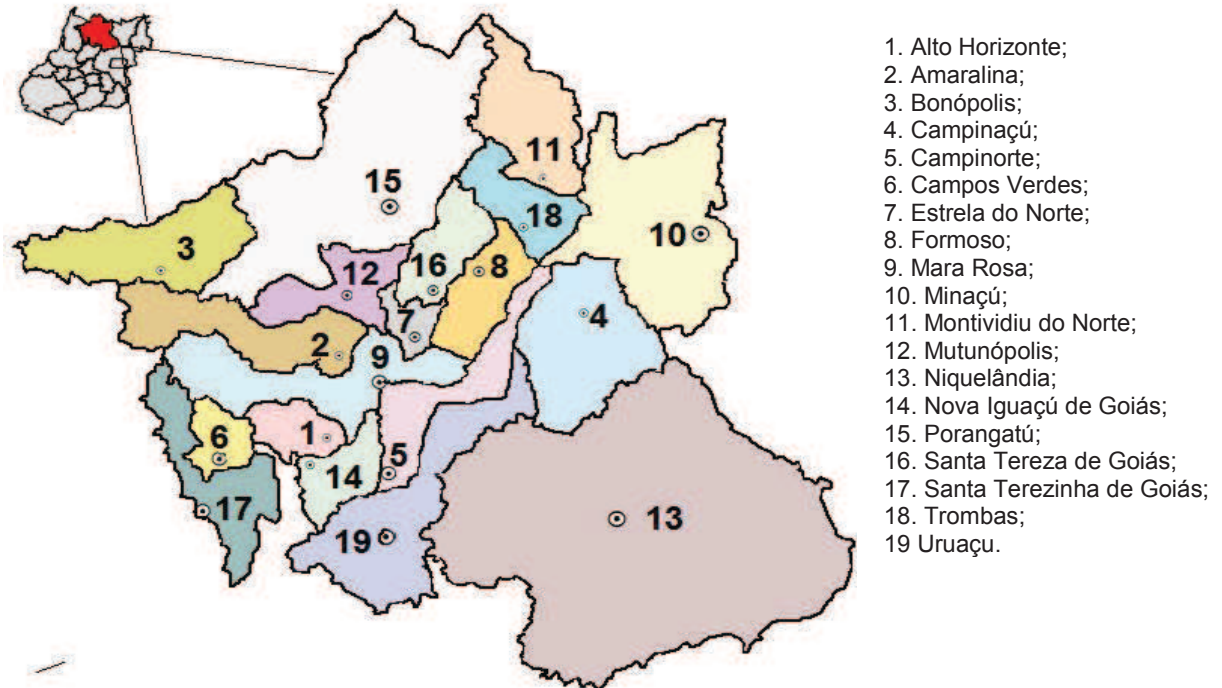 11
15
18
3
10
16
8
12
4
7
2
9
6
1
5
14
17
13
19
1. Alto Horizonte;
2. Amaralina;
3. Bonópolis;
4. Campinaçú;
5. Campinorte;
6. Campos Verdes;
7. Estrela do Norte;
8. Formoso;
9. Mara Rosa;
10. Minaçú;
11. Montividiu do Norte;
12. Mutunópolis;
13. Niquelândia;
14. Nova Iguaçú de Goiás;
15. Porangatú;
16. Santa Tereza de Goiás;
17. Santa Terezinha de Goiás;
18. Trombas;
19 Uruaçu.